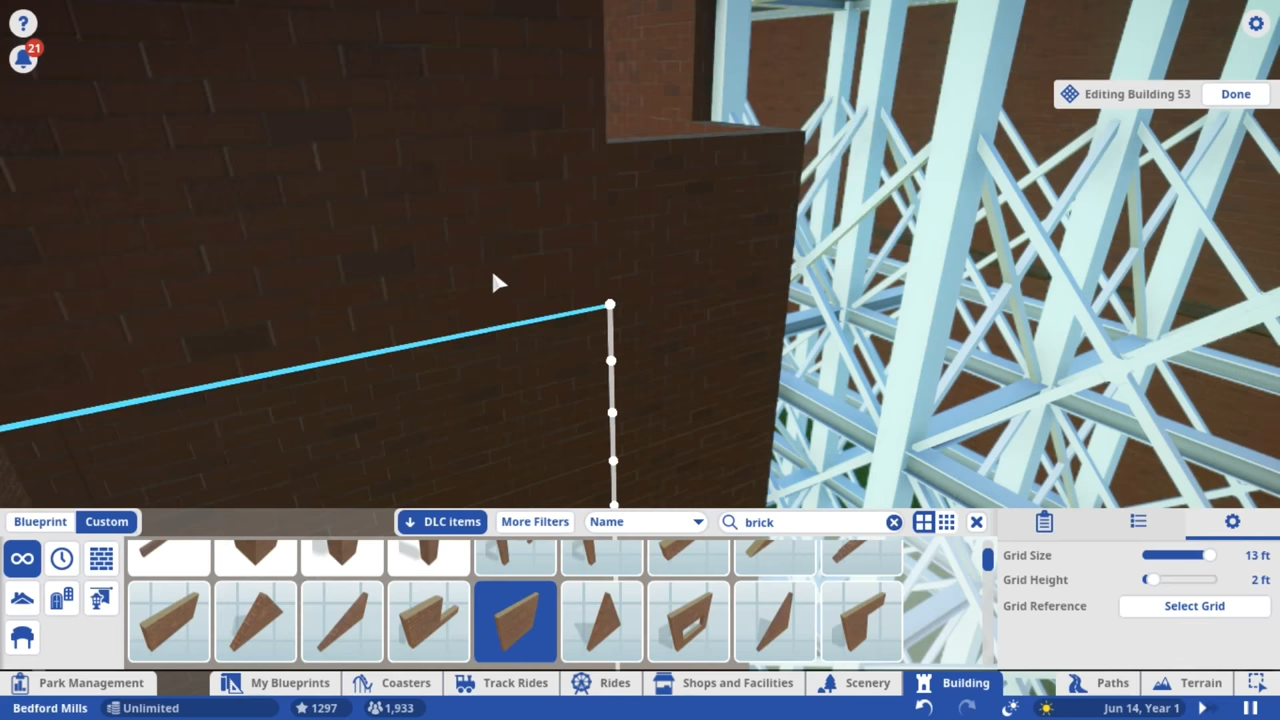 ?
21
Editing Building 53 Done
Blueprint Custom DLC items More Filters Name brick
Grid Size 13 ft
Grid Height 2 ft
Grid Reference Select Grid
Park Management My Blueprints Coasters Track Rides Rides Shops and Facilities Scenery Building Paths Terrain
Bedford Mills Unlimited 1297 1,933 Jun 14, Year 1